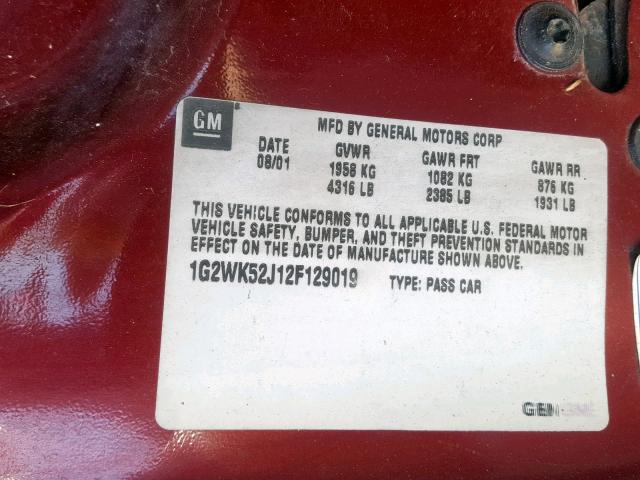 GM
MFD BY GENERAL MOTORS CORP
DATE GVWR GAWR FRT GAWR RR
08/01 1958 KG 1082 KG 876 KG
4316 LB 2385 LB 1931 LB
THIS VEHICLE CONFORMS TO ALL APPLICABLE U.S. FEDERAL MOTOR
VEHICLE SAFETY, BUMPER, AND THEFT PREVENTION STANDARDS IN
EFFECT ON THE DATE OF MANUFACTURE SHOWN ABOVE.
1G2WK52J12F129019 TYPE: PASS CAR